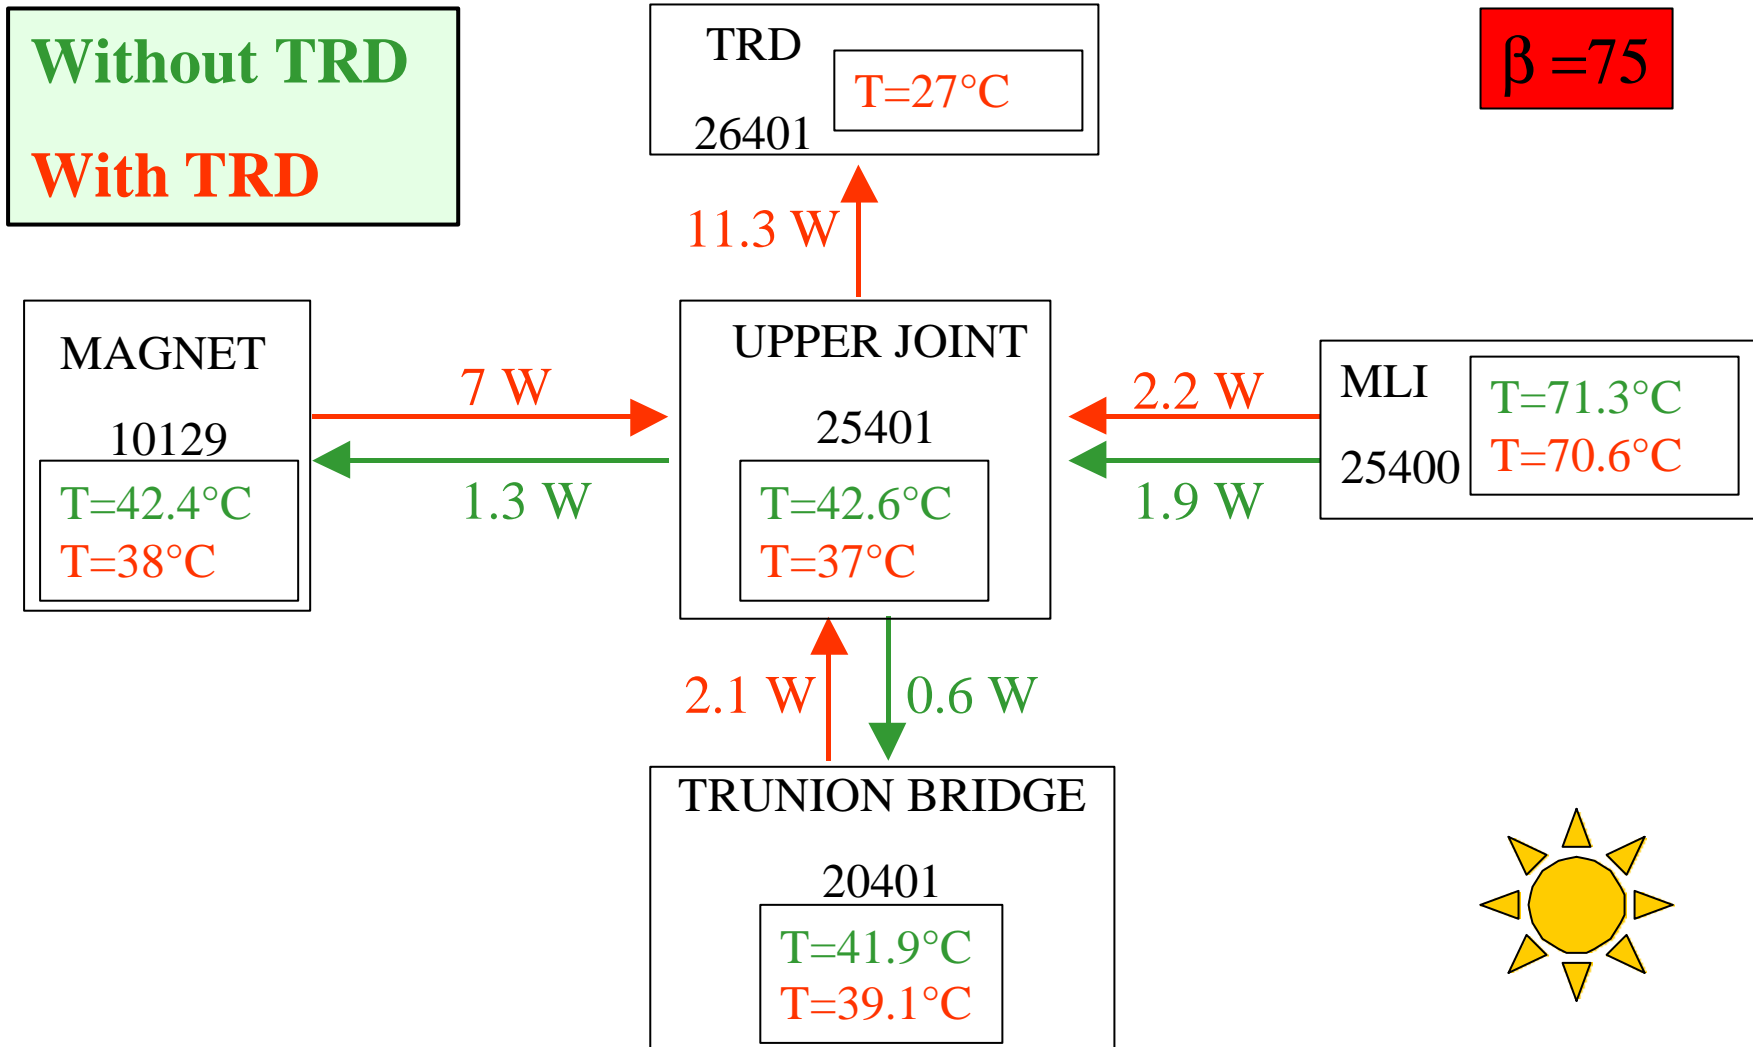 Without TRD
With TRD
TRD
26401
T=27°C
β =75
11.3 W
MAGNET
10129
T=42.4°C
T=38°C
7 W
1.3 W
UPPER JOINT
25401
T=42.6°C
T=37°C
2.2 W
1.9 W
MLI
25400
T=71.3°C
T=70.6°C
2.1 W
0.6 W
TRUNION BRIDGE
20401
T=41.9°C
T=39.1°C